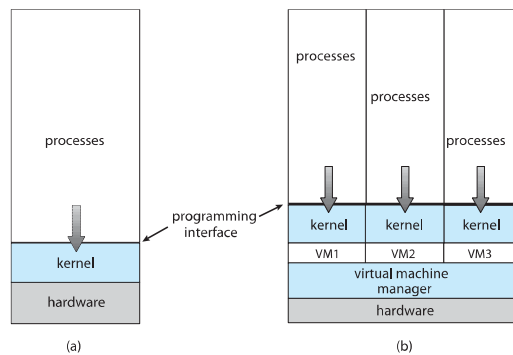 processes
kernel
hardware
(a)
programming
interface
processes
processes
processes
kernel
kernel
kernel
VM1
VM2
VM3
virtual machine
manager
hardware
(b)